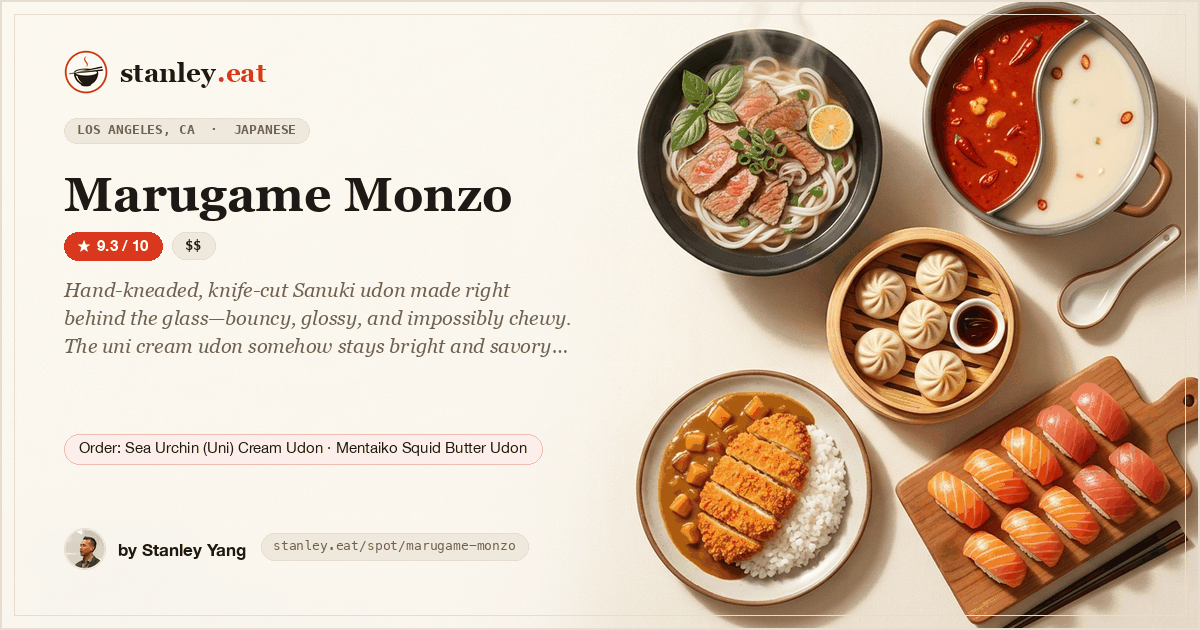 stanley.eat
LOS ANGELES, CA · JAPANESE
Marugame Monzo
★ 9.3 / 10 $$
Hand-kneaded, knife-cut Sanuki udon made right
behind the glass—bouncy, glossy, and impossibly chewy.
The uni cream udon somehow stays bright and savory...
Order: Sea Urchin (Uni) Cream Udon · Mentaiko Squid Butter Udon
by Stanley Yang stanley.eat/spot/marugame-monzo